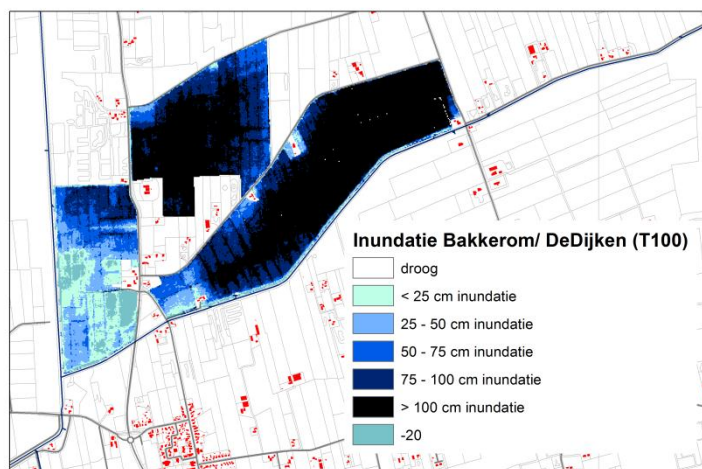 Inundatie Bakkerom/ DeDijken (T100)
droog
< 25 cm inundatie
25 - 50 cm inundatie
50 - 75 cm inundatie
75 - 100 cm inundatie
> 100 cm inundatie
-20